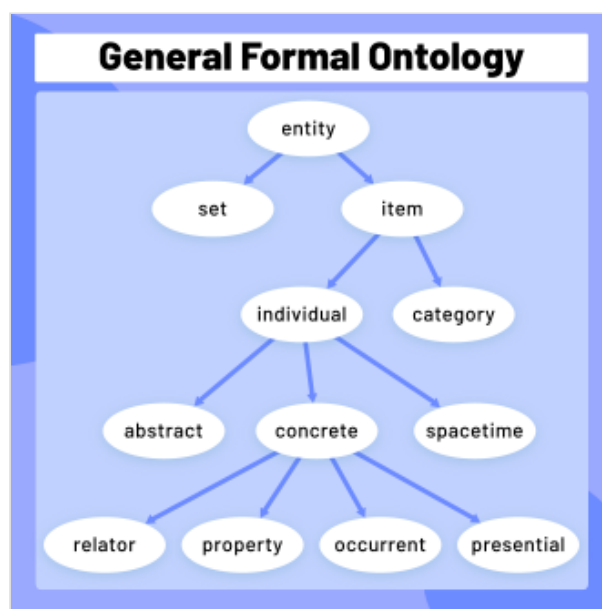 General Formal Ontology
entity
set item
individual category
abstract concrete spacetime
relator property occurrent presential